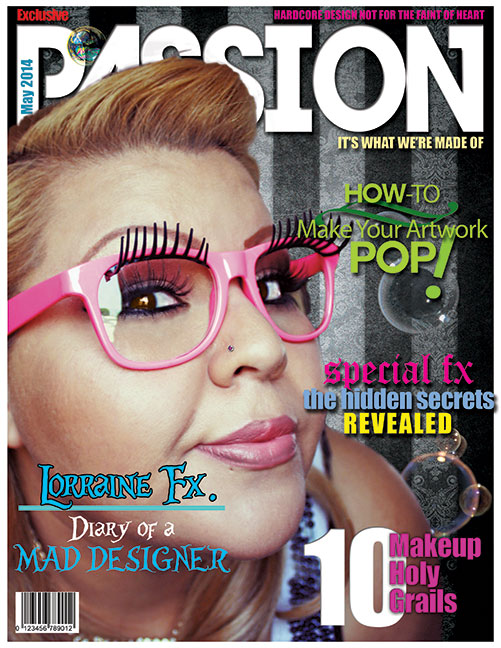 Exclusive
HARDCORE DESIGN NOT FOR THE FAINT OF HEART
PASSION
May 2014
IT'S WHAT WE'RE MADE OF
HOW-TO
Make Your Artwork
POP!
special fx
the hidden secrets
REVEALED
Lorraine Fx.
Diary of a
MAD DESIGNER
10 Makeup
Holy
Grails
0 123456 789012